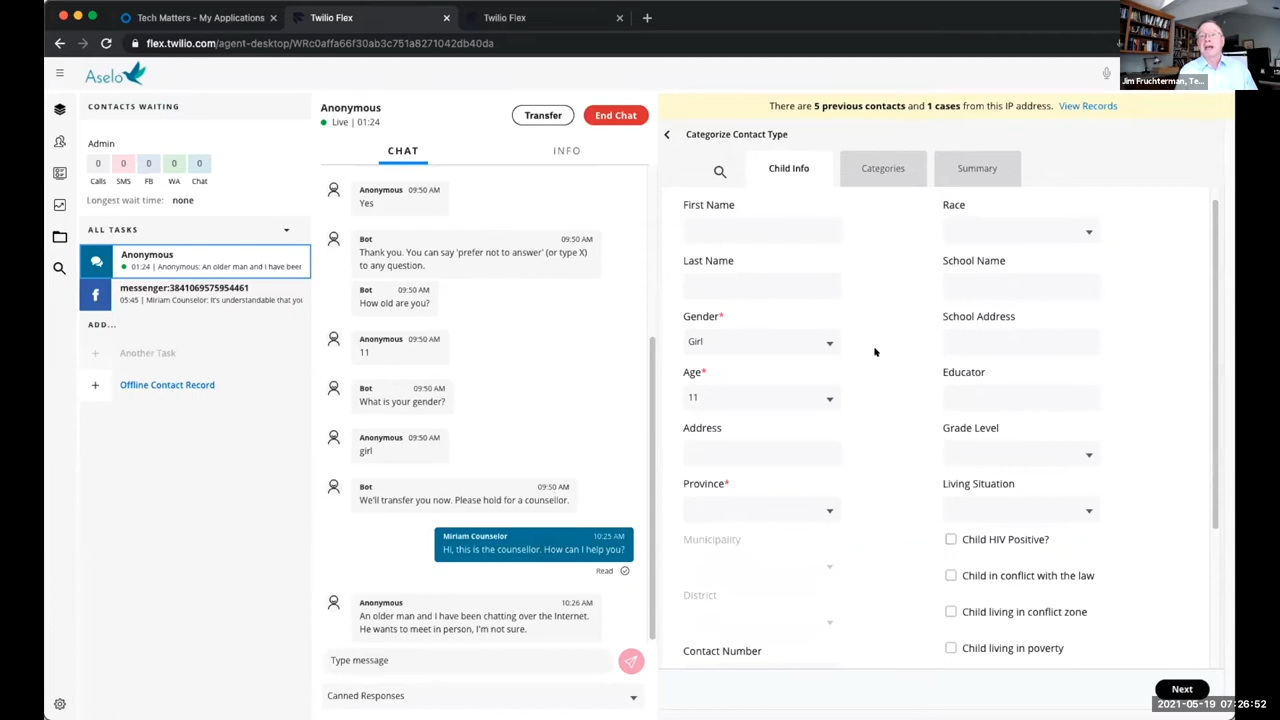 Tech Matters - My Applications
Twilio Flex
Twilio Flex
flex.twilio.com/agent-desktop/WRc0affa66f30ab3c751a8271042db40da
Jim Fruchterman, Te...
Aselo
CONTACTS WAITING
Admin
0 0 0 0 0
Calls SMS FB WA Chat
Longest wait time: none
ALL TASKS
Anonymous
01:24 | Anonymous: An older man and I have been
messenger:3841069575954461
05:45 | Miriam Counselor: It's understandable that you
ADD...
Another Task
Offline Contact Record
Anonymous
Live | 01:24
Transfer
End Chat
CHAT
INFO
Anonymous 09:50 AM
Yes
Bot 09:50 AM
Thank you. You can say 'prefer not to answer' (or type X)
to any question.
Bot 09:50 AM
How old are you?
Anonymous 09:50 AM
11
Bot 09:50 AM
What is your gender?
Anonymous 09:50 AM
girl
Bot 09:50 AM
We'll transfer you now. Please hold for a counsellor.
Miriam Counselor 10:25 AM
Hi, this is the counsellor. How can I help you?
Read
Anonymous 10:26 AM
An older man and I have been chatting over the Internet.
He wants to meet in person, I'm not sure.
Type message
Canned Responses
There are 5 previous contacts and 1 cases from this IP address. View Records
Categorize Contact Type
Child Info
Categories
Summary
First Name
Last Name
Gender*
Girl
Age*
11
Address
Province*
Municipality
District
Contact Number
Race
School Name
School Address
Educator
Grade Level
Living Situation
Child HIV Positive?
Child in conflict with the law
Child living in conflict zone
Child living in poverty
Next
2021-05-19 07:26:52